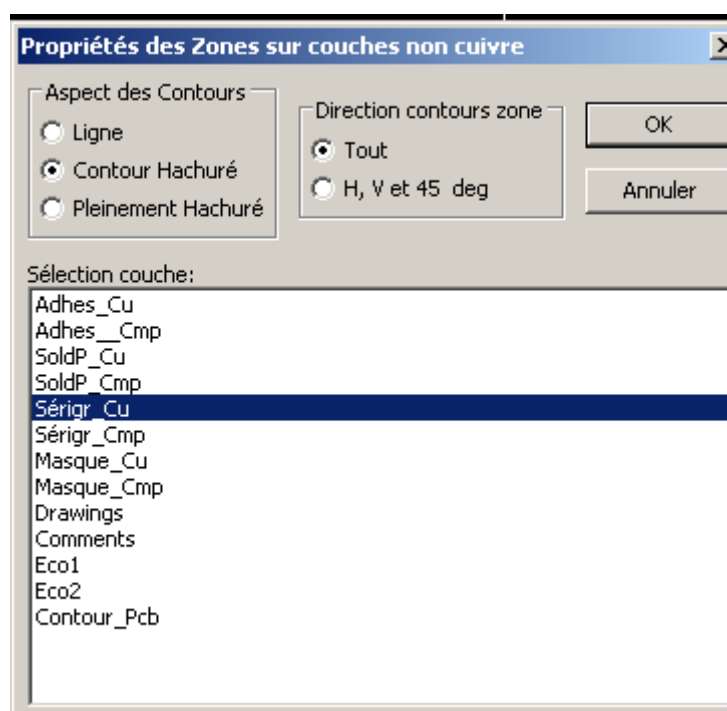 Propriétés des Zones sur couches non cuivre
Aspect des Contours
Ligne
Contour Hachuré
Pleinement Hachuré
Direction contours zone
Tout
H, V et 45 deg
OK
Annuler
Sélection couche:
Adhes_Cu
Adhes__Cmp
SoldP_Cu
SoldP_Cmp
Sérigr_Cu
Sérigr_Cmp
Masque_Cu
Masque_Cmp
Drawings
Comments
Eco1
Eco2
Contour_Pcb